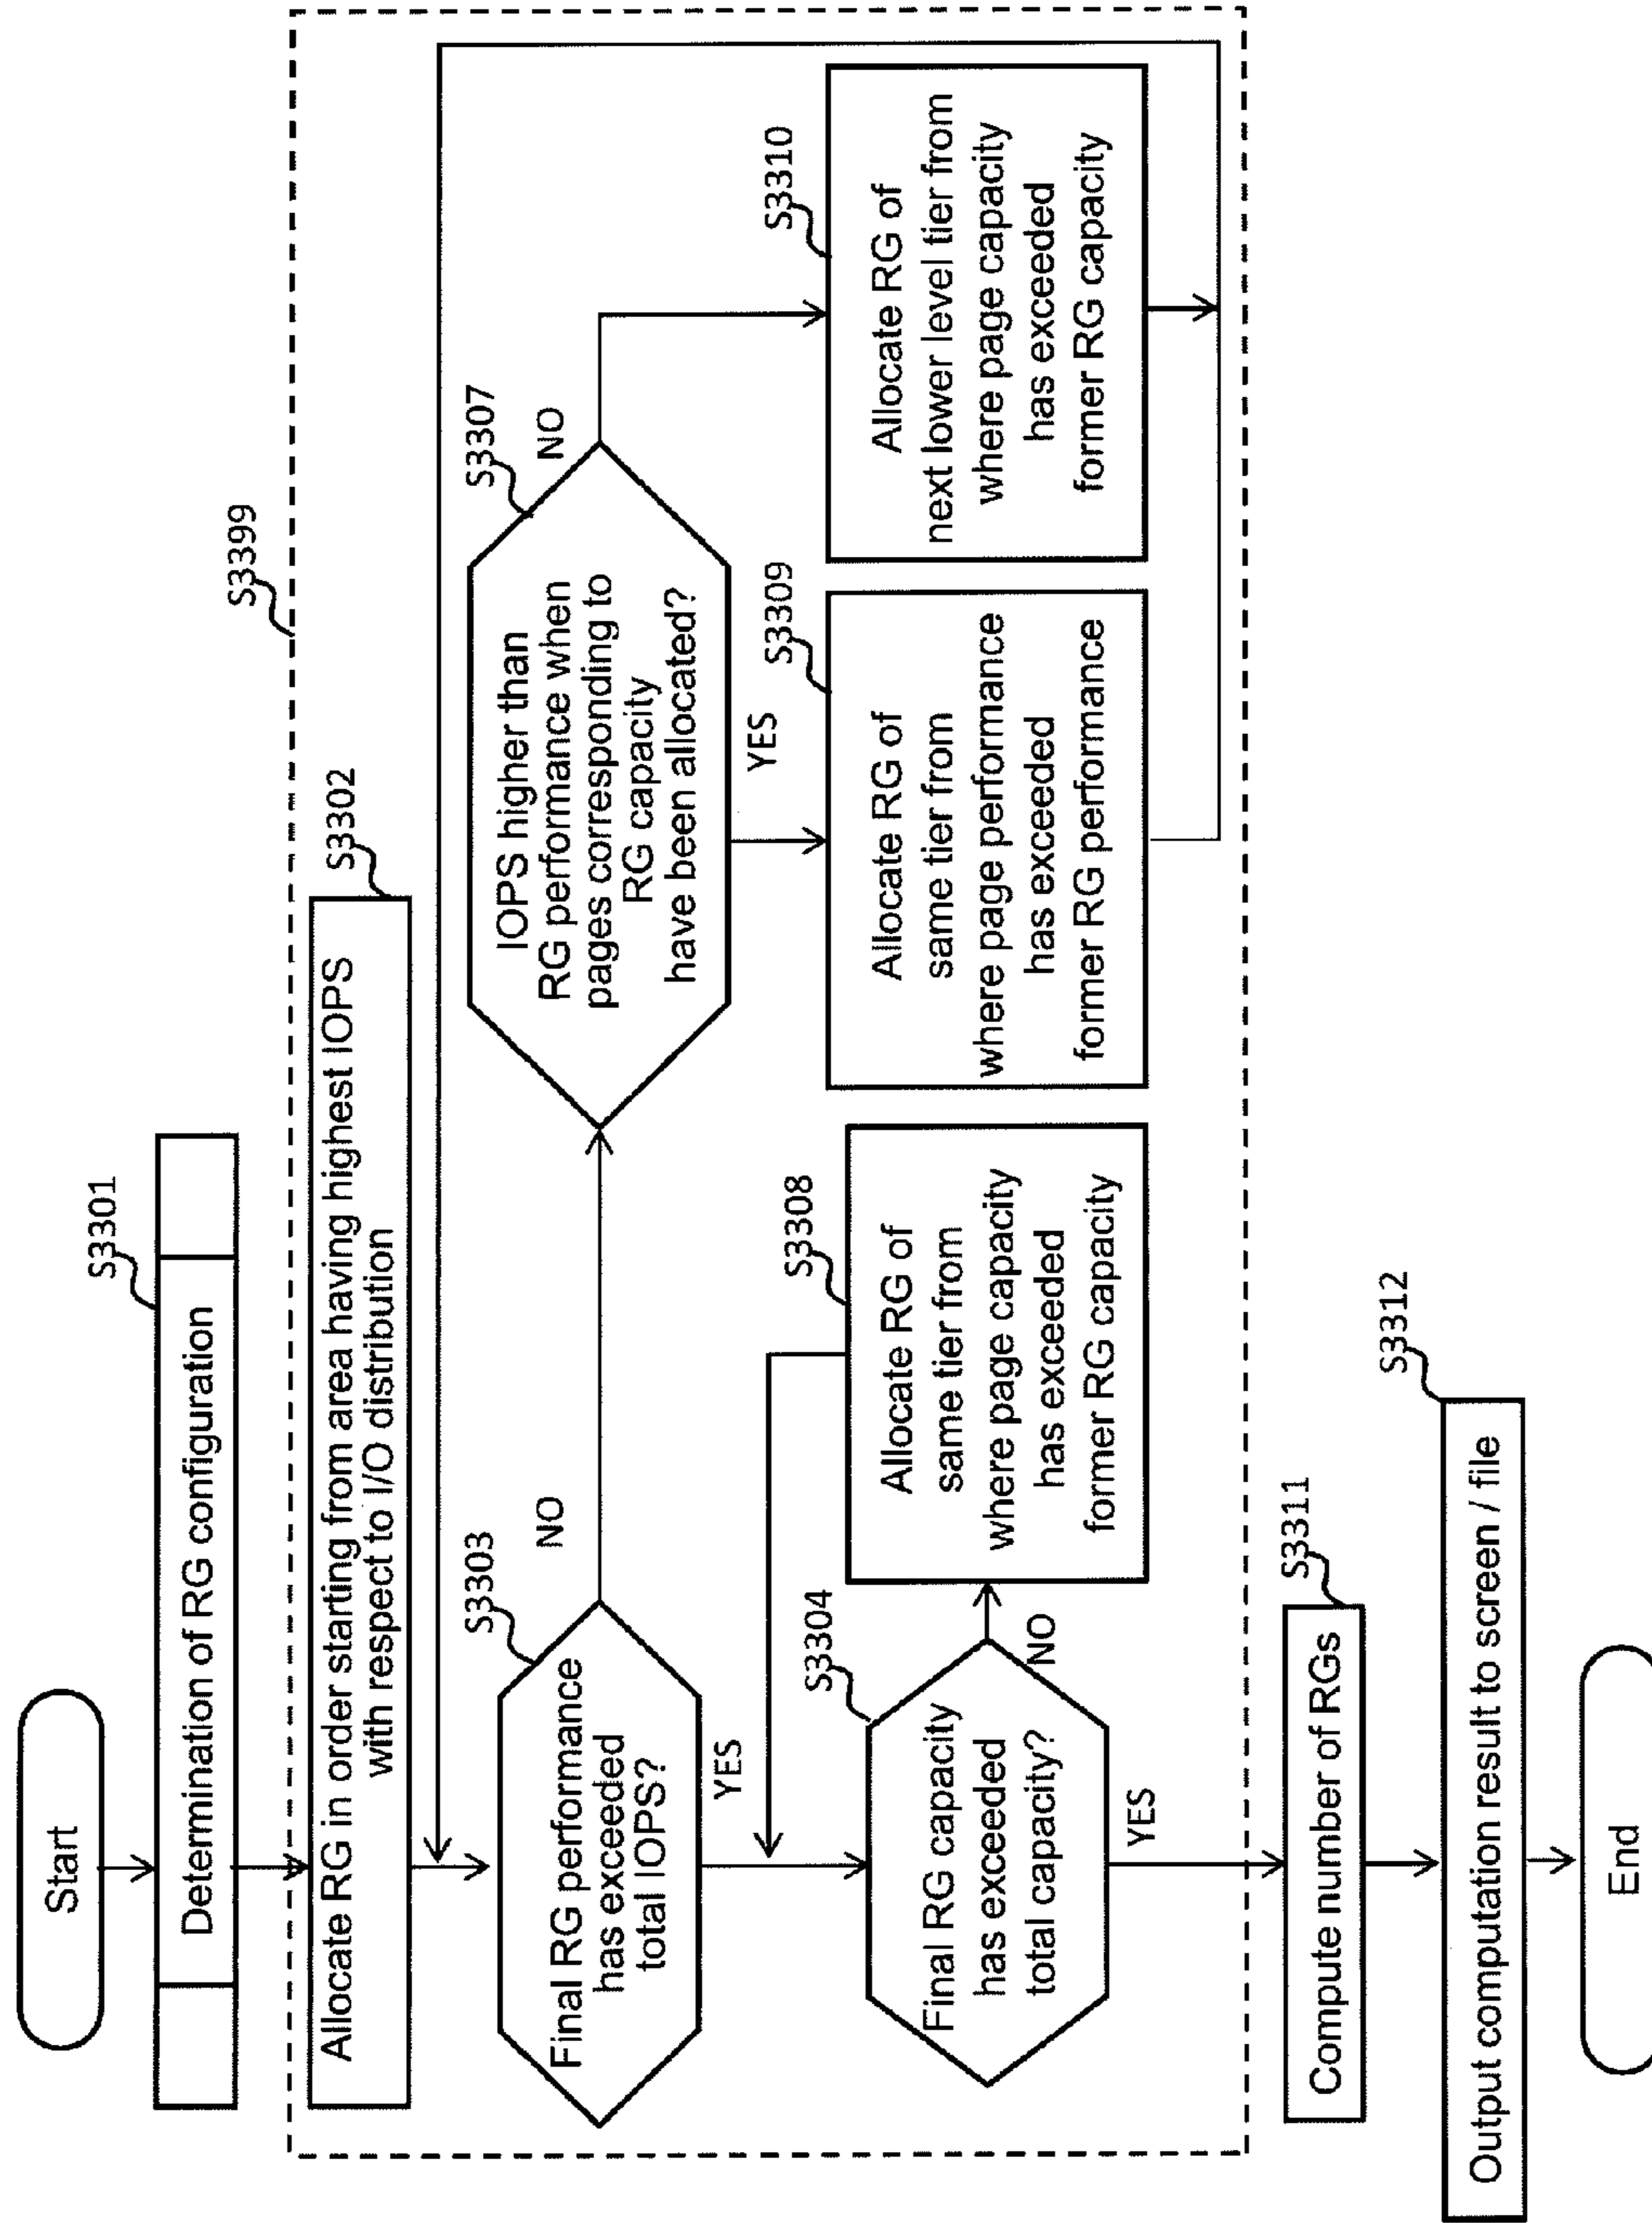 Start
S3301
Determination of RG configuration
S3399
S3302
Allocate RG in order starting from area having highest IOPS
with respect to I/O distribution
S3303
Final RG performance
has exceeded
total IOPS?
NO
YES
S3307
IOPS higher than
RG performance when
pages corresponding to
RG capacity
have been allocated?
NO
YES
S3304
Final RG capacity
has exceeded
total capacity?
NO
YES
S3308
Allocate RG of
same tier from
where page capacity
has exceeded
former RG capacity
S3309
Allocate RG of
same tier from
where page performance
has exceeded
former RG performance
S3310
Allocate RG of
next lower level tier from
where page capacity
has exceeded
former RG capacity
S3311
Compute number of RGs
S3312
Output computation result to screen / file
End